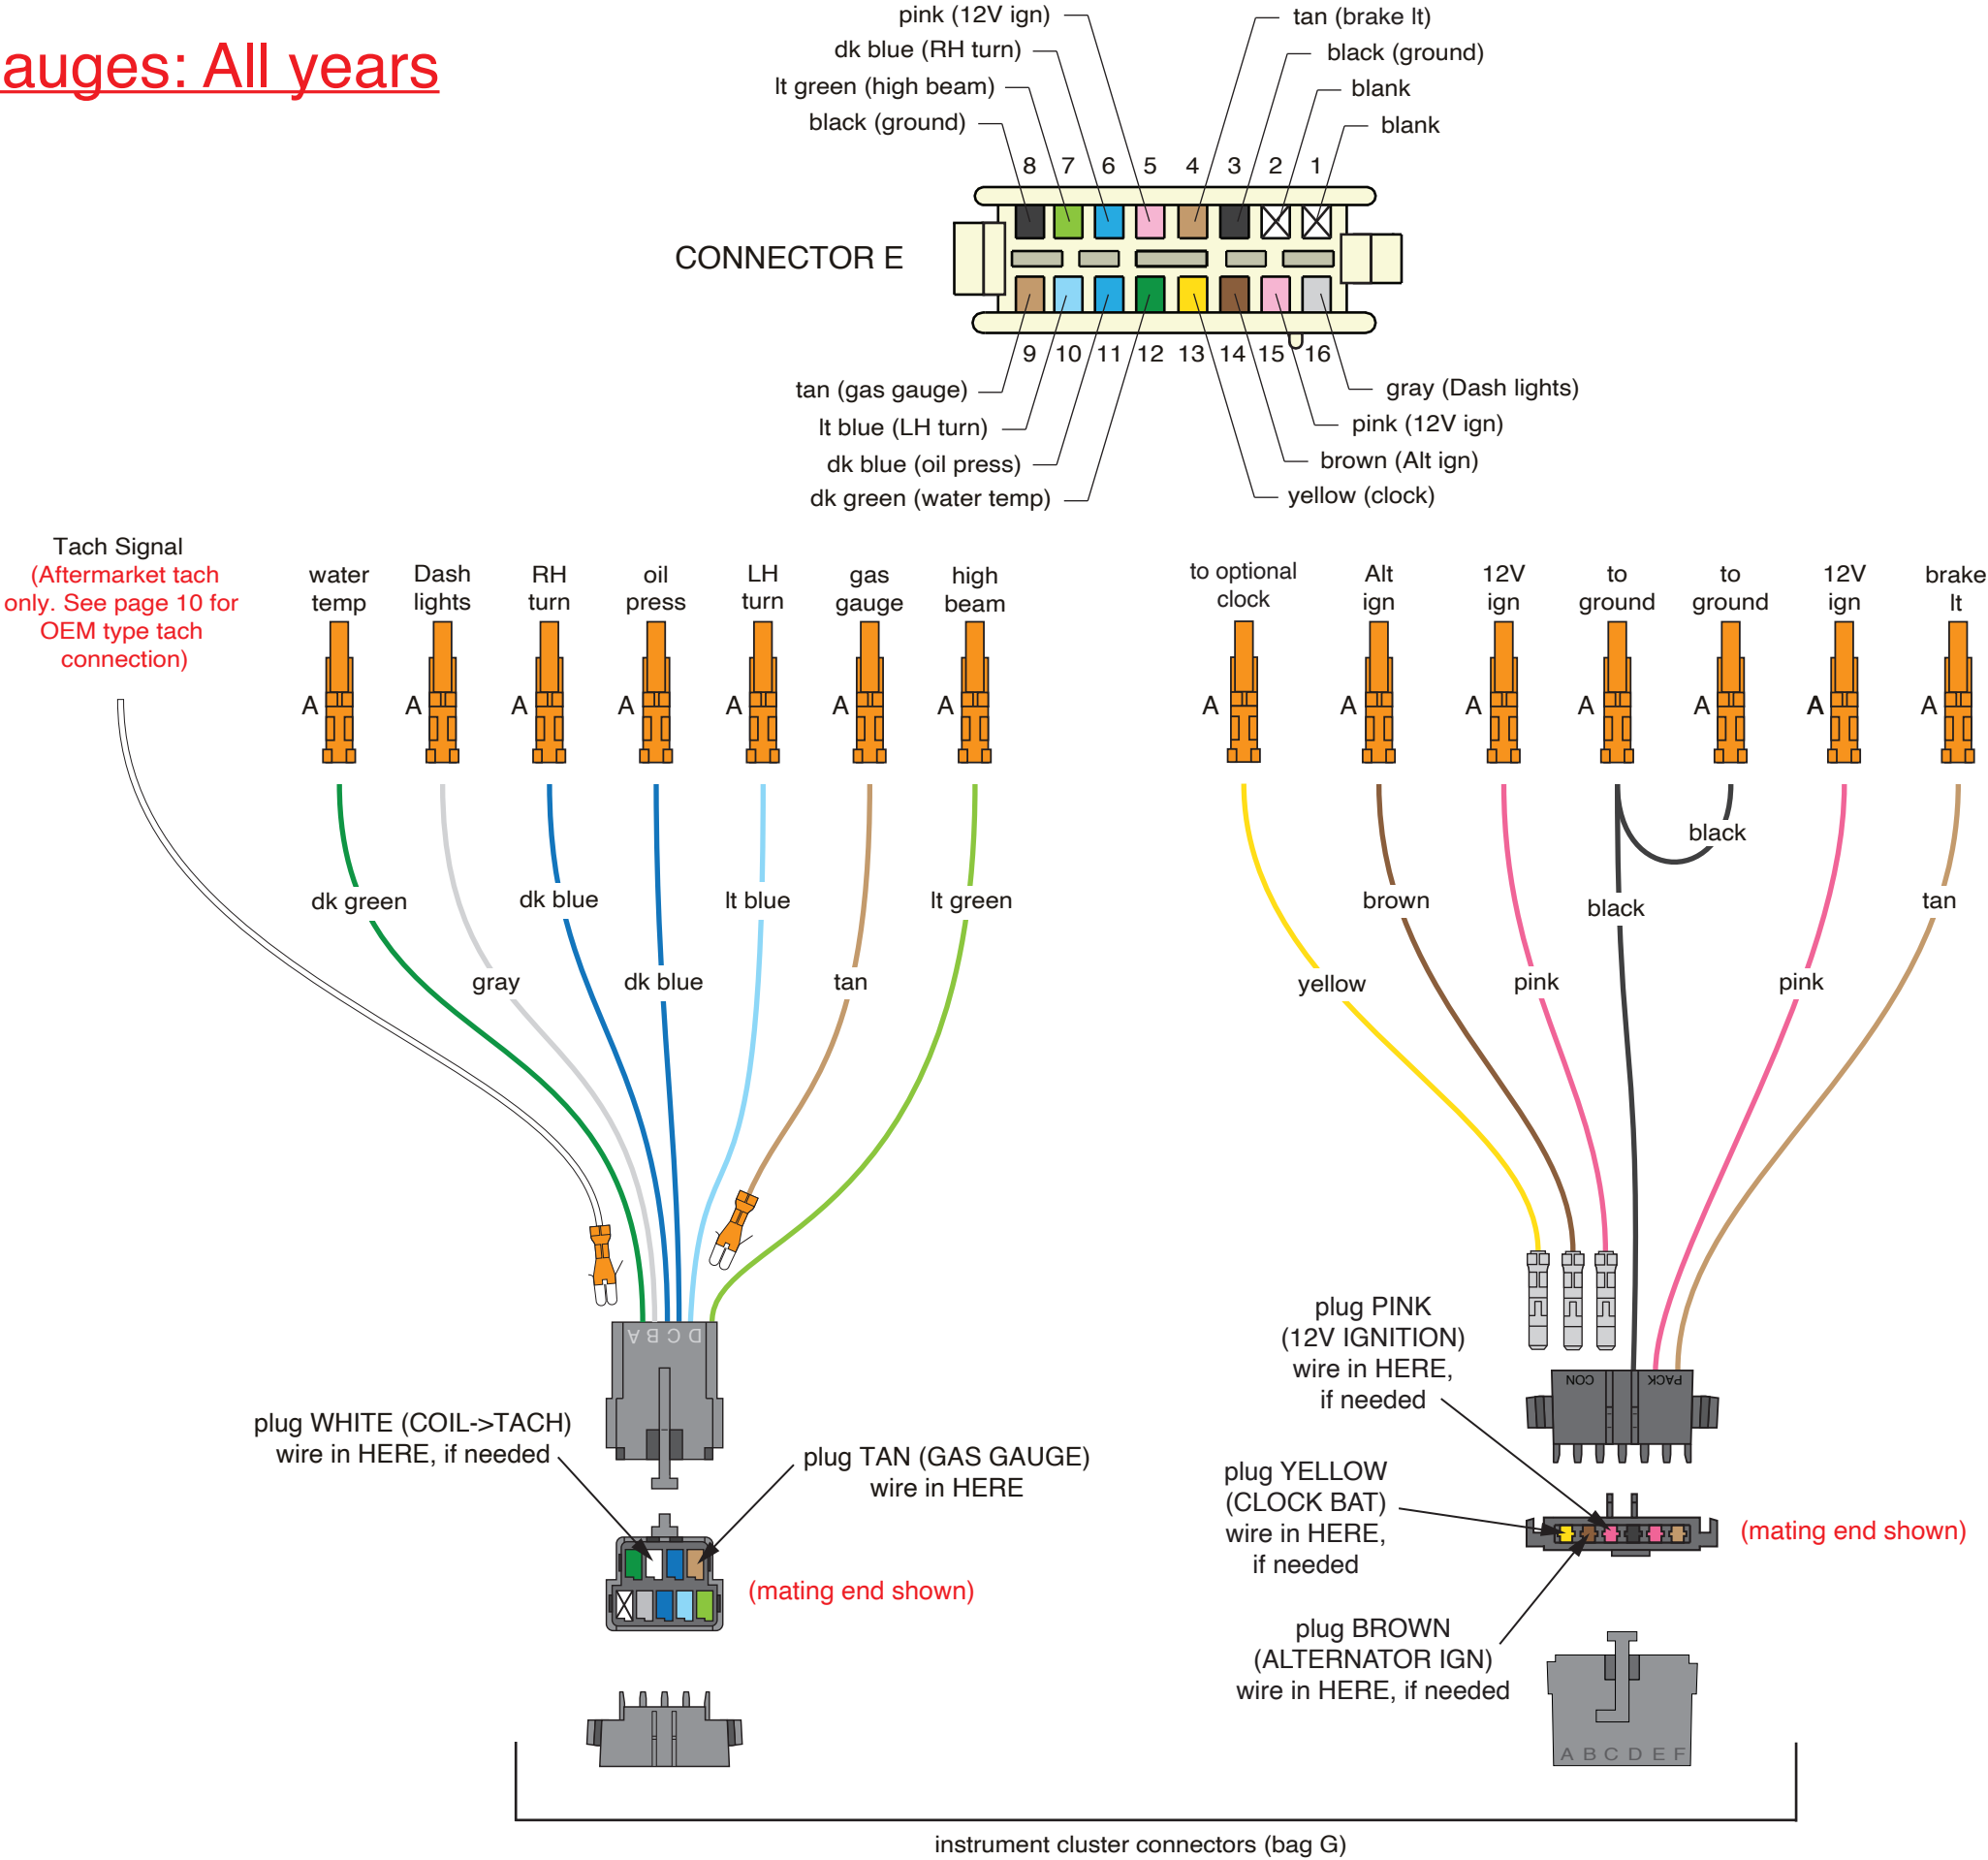 auges: All years
pink (12V ign)
dk blue (RH turn)
lt green (high beam)
black (ground)
tan (brake lt)
black (ground)
blank
blank
8 7 6 5 4 3 2 1
CONNECTOR E
9 10 11 12 13 14 15 16
tan (gas gauge)
lt blue (LH turn)
dk blue (oil press)
dk green (water temp)
gray (Dash lights)
pink (12V ign)
brown (Alt ign)
yellow (clock)
Tach Signal
(Aftermarket tach
only. See page 10 for
OEM type tach
connection)
water
temp
Dash
lights
RH
turn
oil
press
LH
turn
gas
gauge
high
beam
to optional
clock
Alt
ign
12V
ign
to
ground
to
ground
12V
ign
brake
lt
A A A A A A A A A A A A A A
dk green
gray
dk blue
dk blue
lt blue
tan
lt green
yellow
brown
pink
black
black
pink
tan
D C B A
plug WHITE (COIL->TACH)
wire in HERE, if needed
plug TAN (GAS GAUGE)
wire in HERE
(mating end shown)
plug PINK
(12V IGNITION)
wire in HERE,
if needed
CON PACK
plug YELLOW
(CLOCK BAT)
wire in HERE,
if needed
(mating end shown)
plug BROWN
(ALTERNATOR IGN)
wire in HERE, if needed
A B C D E F
instrument cluster connectors (bag G)